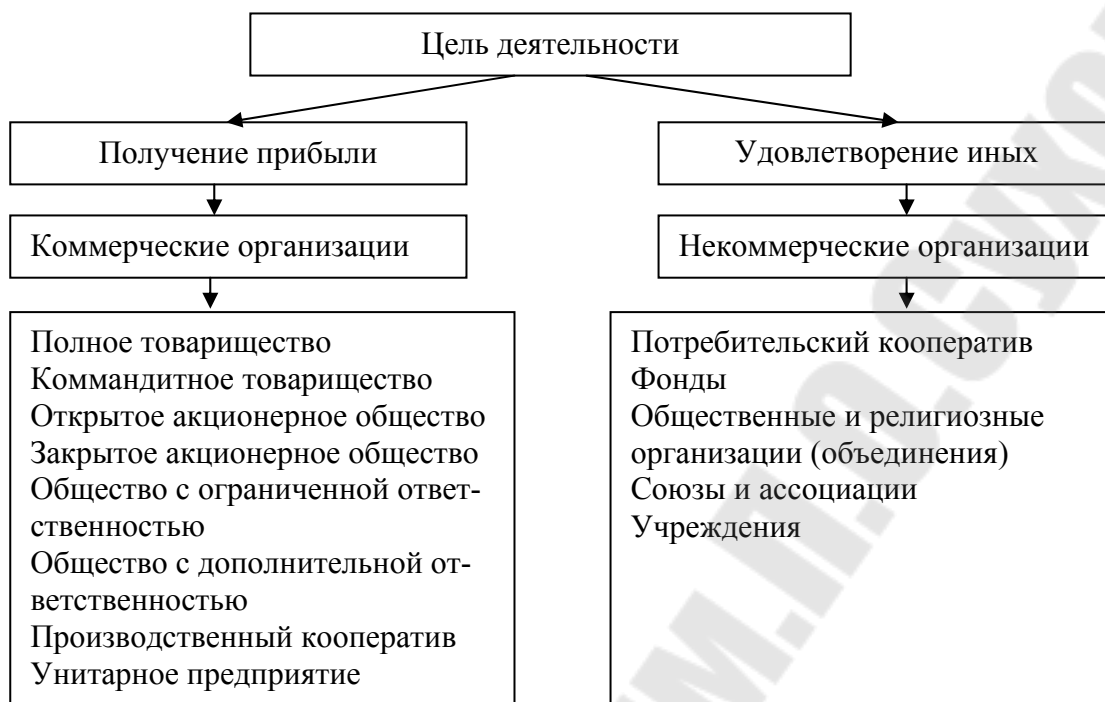 Цель деятельности
Получение прибыли
Удовлетворение иных
Коммерческие организации
Некоммерческие организации
Полное товарищество
Коммандитное товарищество
Открытое акционерное общество
Закрытое акционерное общество
Общество с ограниченной ответ-
ственностью
Общество с дополнительной от-
ветственностью
Производственный кооператив
Унитарное предприятие
Потребительский кооператив
Фонды
Общественные и религиозные
организации (объединения)
Союзы и ассоциации
Учреждения